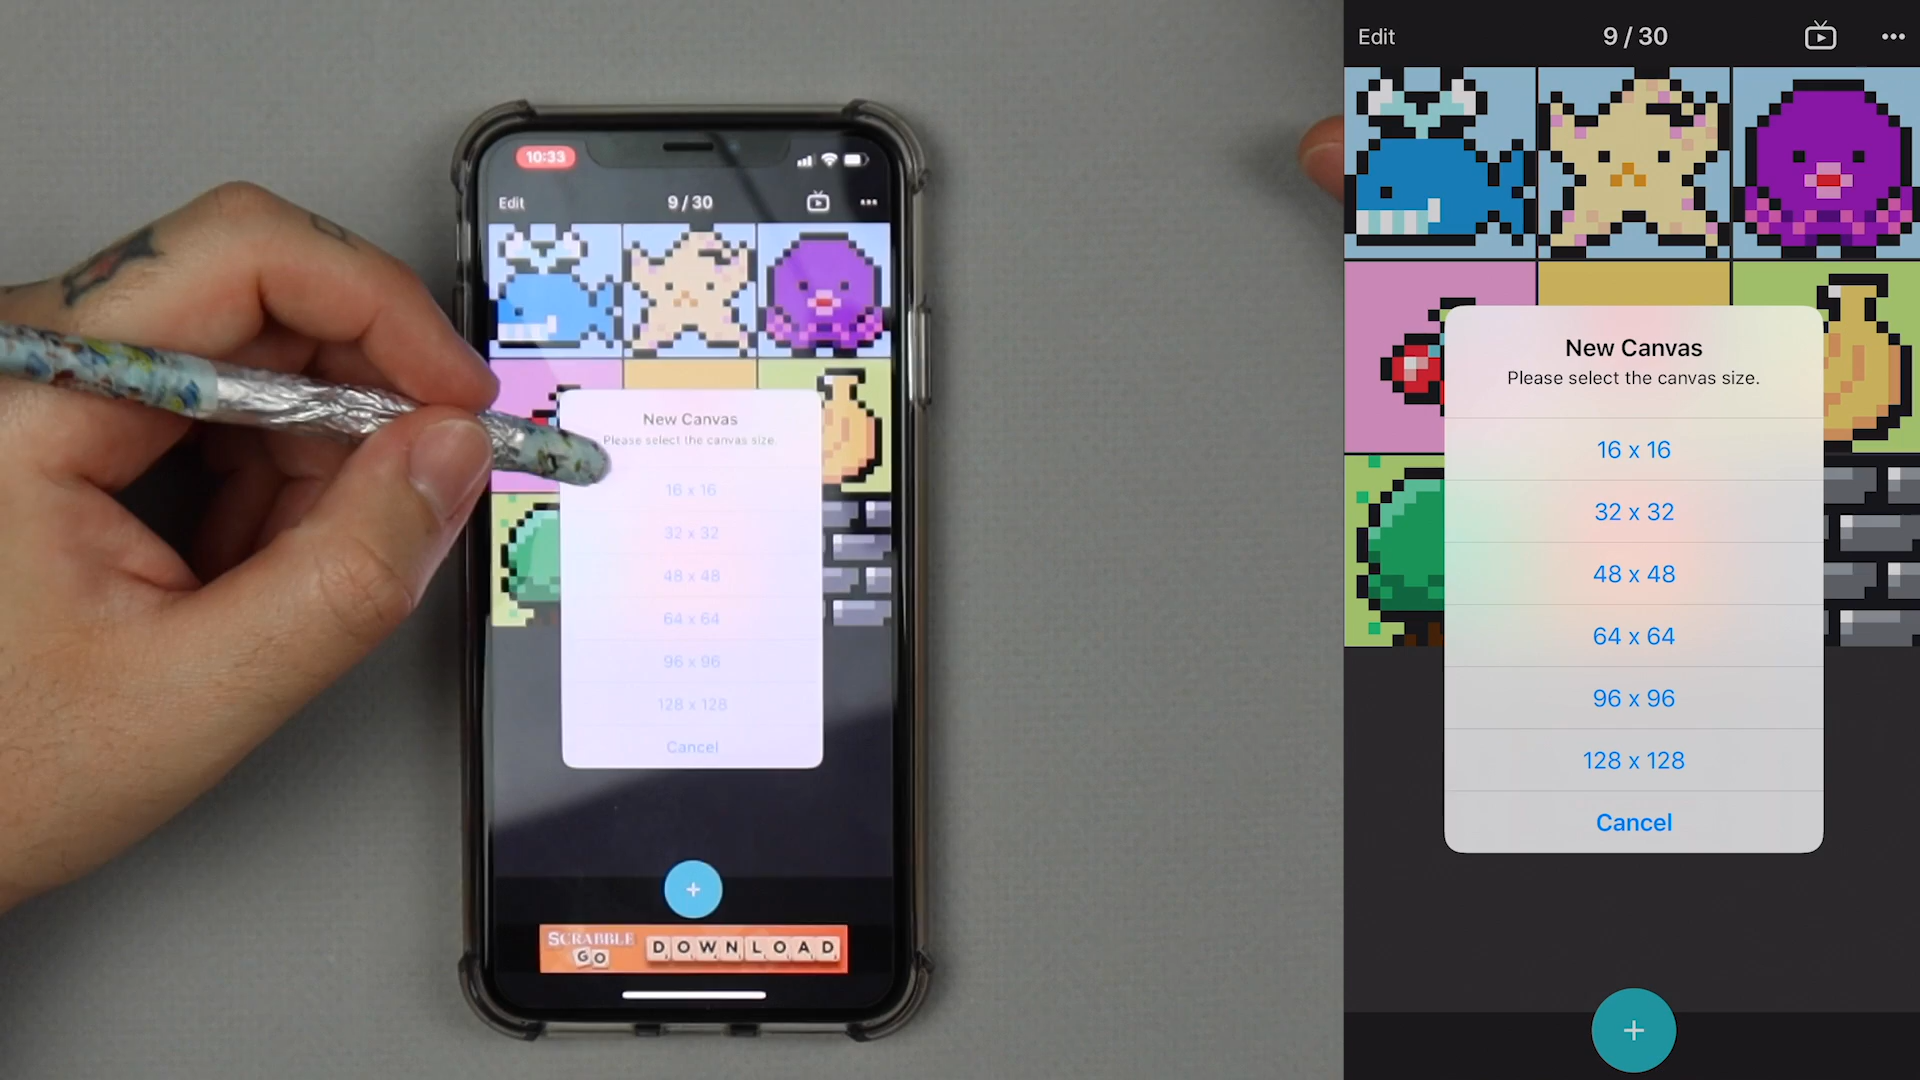 10:33
Edit
9 / 30
New Canvas
Please select the canvas size.
16 x 16
32 x 32
48 x 48
64 x 64
96 x 96
128 x 128
Cancel
+
SCRABBLE
GO
DOWNLOAD
Edit
9 / 30
New Canvas
Please select the canvas size.
16 x 16
32 x 32
48 x 48
64 x 64
96 x 96
128 x 128
Cancel
+